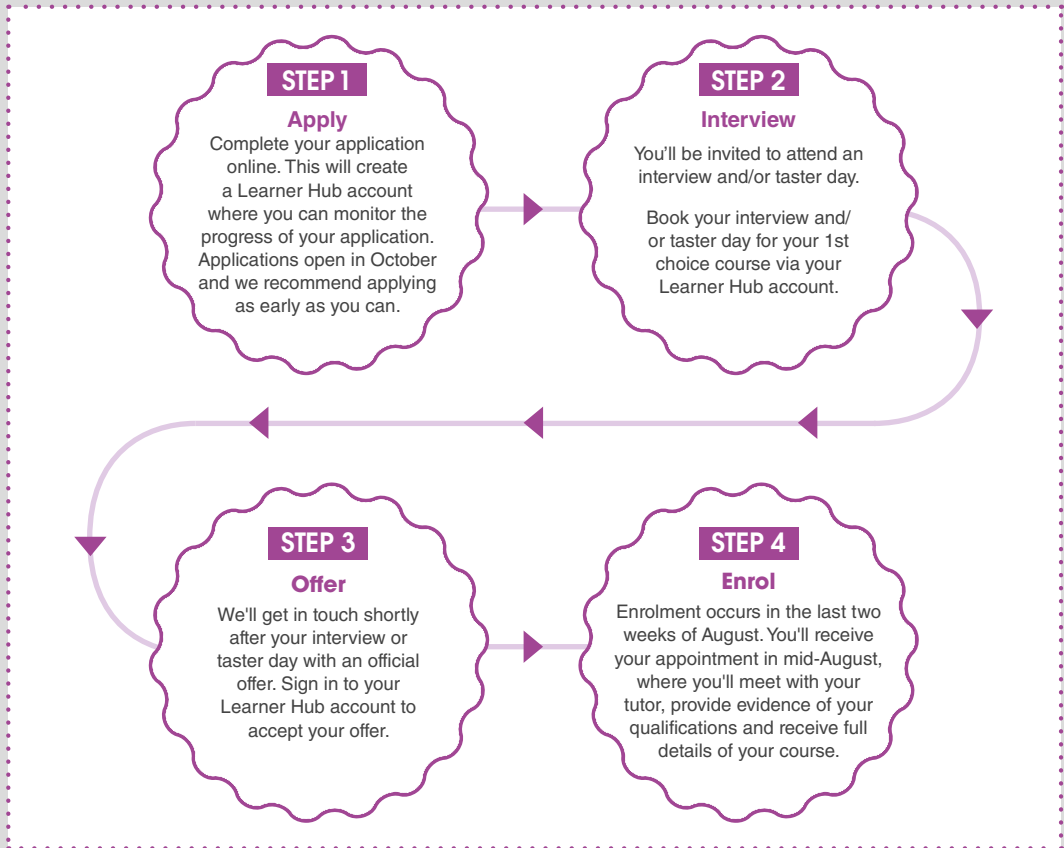 STEP 1
Apply
Complete your application
online. This will create
a Learner Hub account
where you can monitor the
progress of your application.
Applications open in October
and we recommend applying
as early as you can.
STEP 2
Interview
You'll be invited to attend an
interview and/or taster day.
Book your interview and/
or taster day for your 1st
choice course via your
Learner Hub account.
STEP 3
Offer
We'll get in touch shortly
after your interview or
taster day with an official
offer. Sign in to your
Learner Hub account to
accept your offer.
STEP 4
Enrol
Enrolment occurs in the last two
weeks of August. You'll receive
your appointment in mid-August,
where you'll meet with your
tutor, provide evidence of your
qualifications and receive full
details of your course.